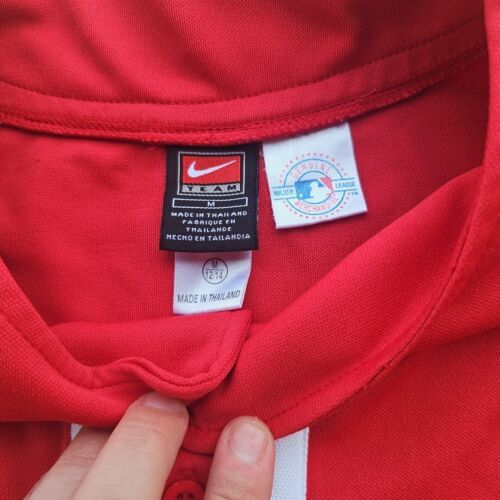 TEAM
M
MADE IN THAILAND
FABRIQUE EN
THAILANDE
HECHO EN TAILANDIA
GENUINE
MAJOR LEAGUE
MERCHANDISE
M
12/14
MADE IN THAILAND